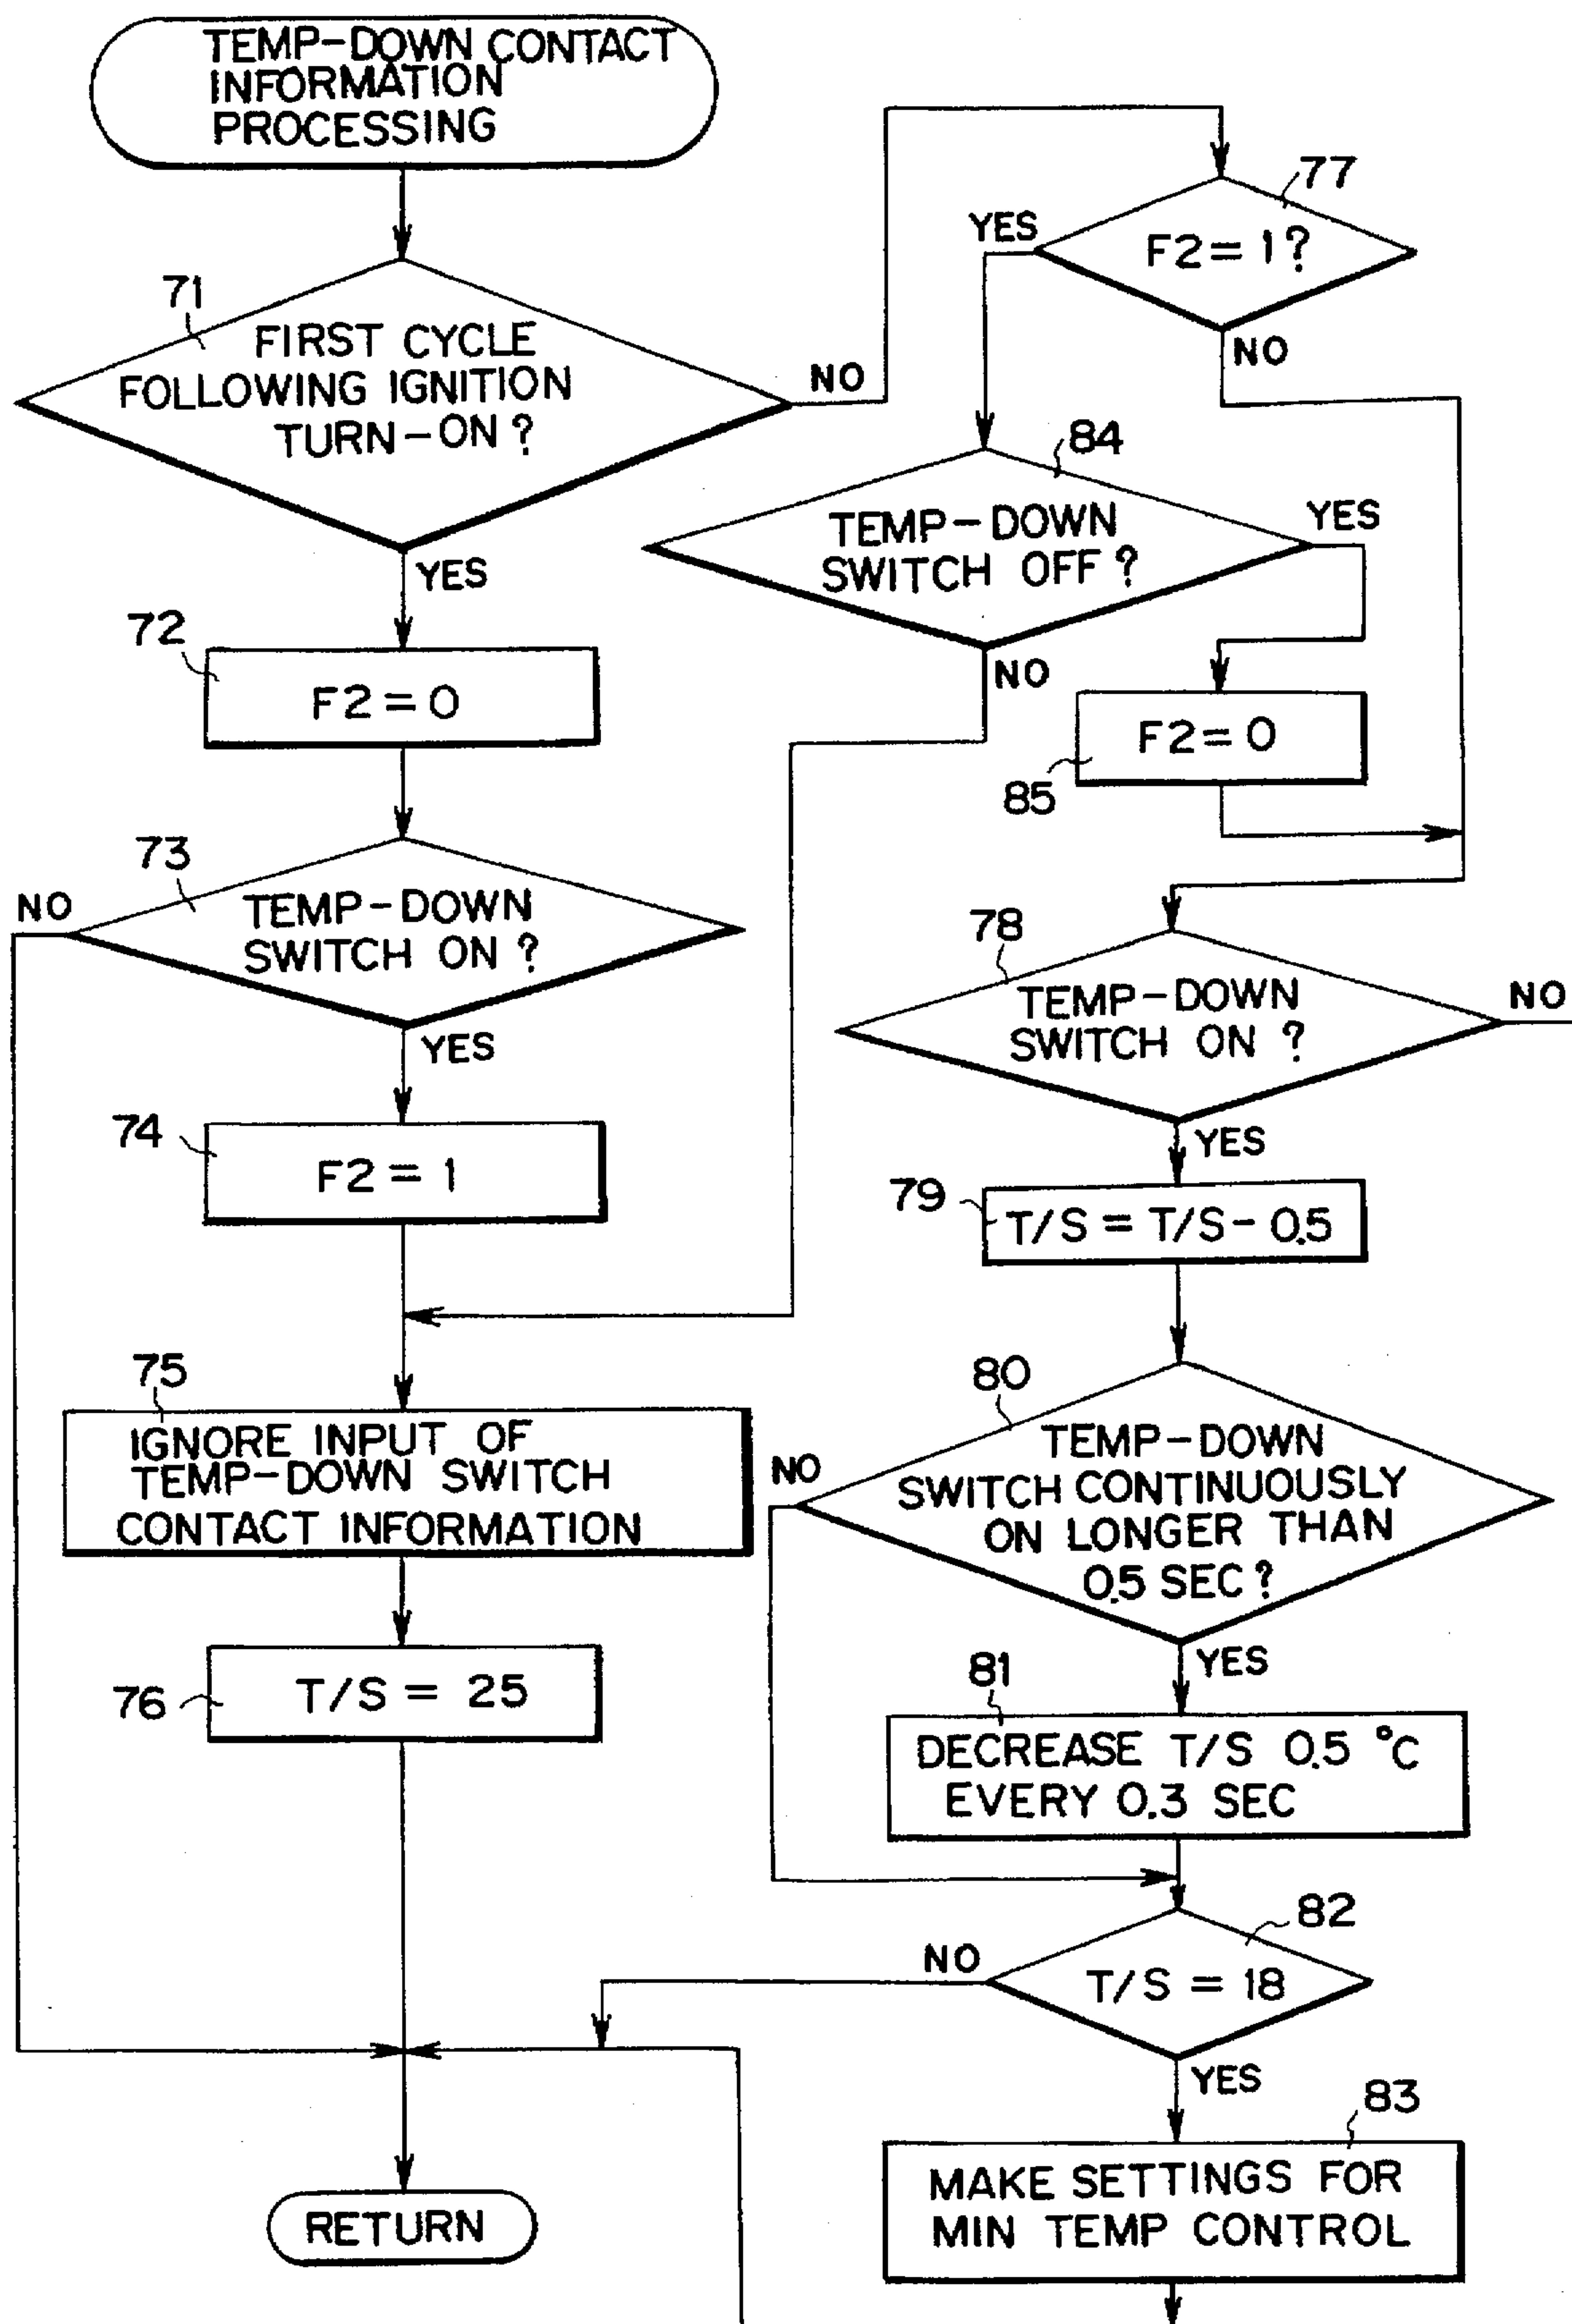 TEMP-DOWN CONTACT
INFORMATION
PROCESSING
71
FIRST CYCLE
FOLLOWING IGNITION
TURN-ON?
NO
YES
72
F2 = 0
73
TEMP-DOWN
SWITCH ON?
NO
YES
74
F2 = 1
75
IGNORE INPUT OF
TEMP-DOWN SWITCH
CONTACT INFORMATION
76
T/S = 25
RETURN
77
F2 = 1?
YES
NO
84
TEMP-DOWN
SWITCH OFF?
YES
NO
F2 = 0
85
78
TEMP-DOWN
SWITCH ON?
NO
YES
79
T/S = T/S - 0.5
80
TEMP-DOWN
SWITCH CONTINUOUSLY
ON LONGER THAN
0.5 SEC?
NO
YES
81
DECREASE T/S 0.5 °C
EVERY 0.3 SEC
82
T/S = 18
NO
YES
83
MAKE SETTINGS FOR
MIN TEMP CONTROL